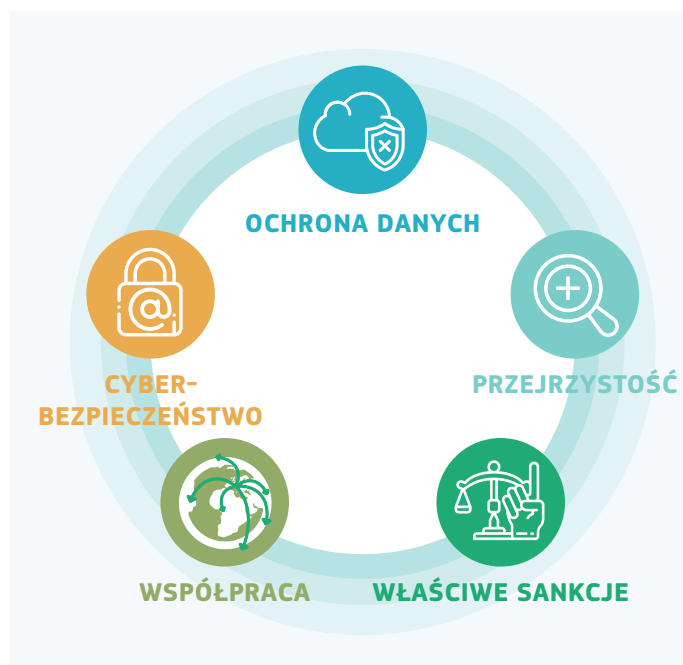 OCHRONA DANYCH
CYBER-
BEZPIECZEŃSTWO
PRZEJRZYSTOŚĆ
WSPÓŁPRACA
WŁAŚCIWE SANKCJE